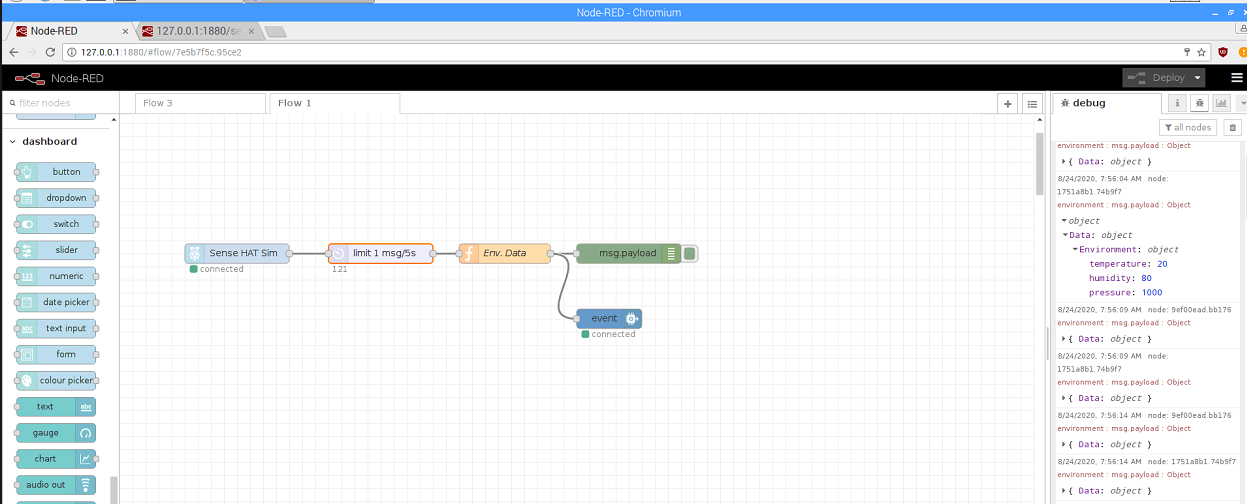 Node-RED - Chromium
Node-RED
127.0.0.1:1880/se
127.0.0.1:1880/#flow/7e5b7f5c.95ce2
Node-RED
Deploy
filter nodes
Flow 3
Flow 1
debug
all nodes
dashboard
button
dropdown
switch
slider
numeric
date picker
text input
form
colour picker
text
gauge
chart
audio out
Sense HAT Sim
connected
limit 1 msg/5s
121
Env. Data
msg.payload
event
connected
environment : msg.payload : Object
{ Data: object }
8/24/2020, 7:56:04 AM node:
1751a8b1.74b9f7
environment : msg.payload : Object
object
Data: object
Environment: object
temperature: 20
humidity: 80
pressure: 1000
8/24/2020, 7:56:09 AM node: 9ef00ead.bb176
environment : msg.payload : Object
{ Data: object }
8/24/2020, 7:56:09 AM node:
1751a8b1.74b9f7
environment : msg.payload : Object
{ Data: object }
8/24/2020, 7:56:14 AM node: 9ef00ead.bb176
environment : msg.payload : Object
{ Data: object }
8/24/2020, 7:56:14 AM node: 1751a8b1.74b9f7
environment : msg.payload : Object
{ Data: object }